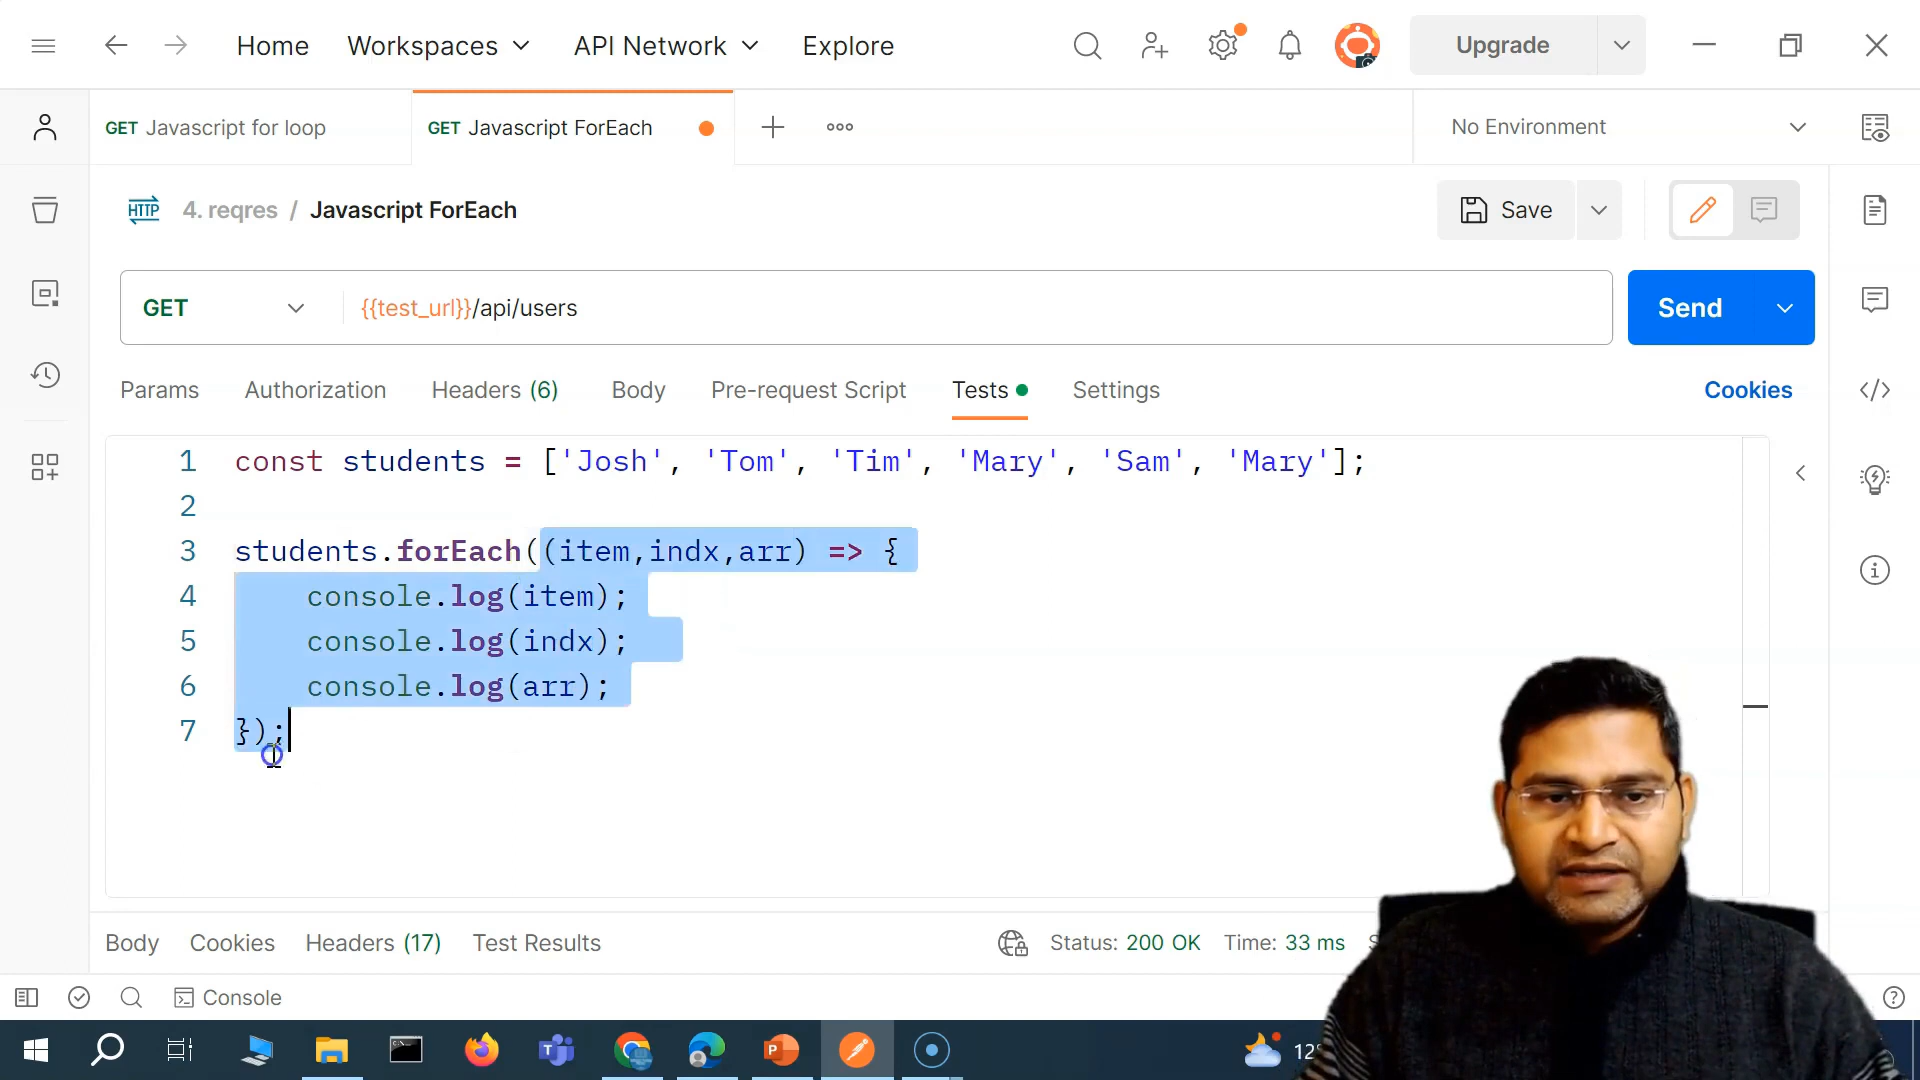 Home Workspaces API Network Explore Upgrade
GET Javascript for loop GET Javascript ForEach No Environment
HTTP 4. reqres / Javascript ForEach Save
GET {{test_url}}/api/users Send
Params Authorization Headers (6) Body Pre-request Script Tests Settings Cookies
1 const students = ['Josh', 'Tom', 'Tim', 'Mary', 'Sam', 'Mary'];
2
3 students.forEach((item,indx,arr) => {
4 console.log(item);
5 console.log(indx);
6 console.log(arr);
7 });
Body Cookies Headers (17) Test Results Status: 200 OK Time: 33 ms
Console
12°